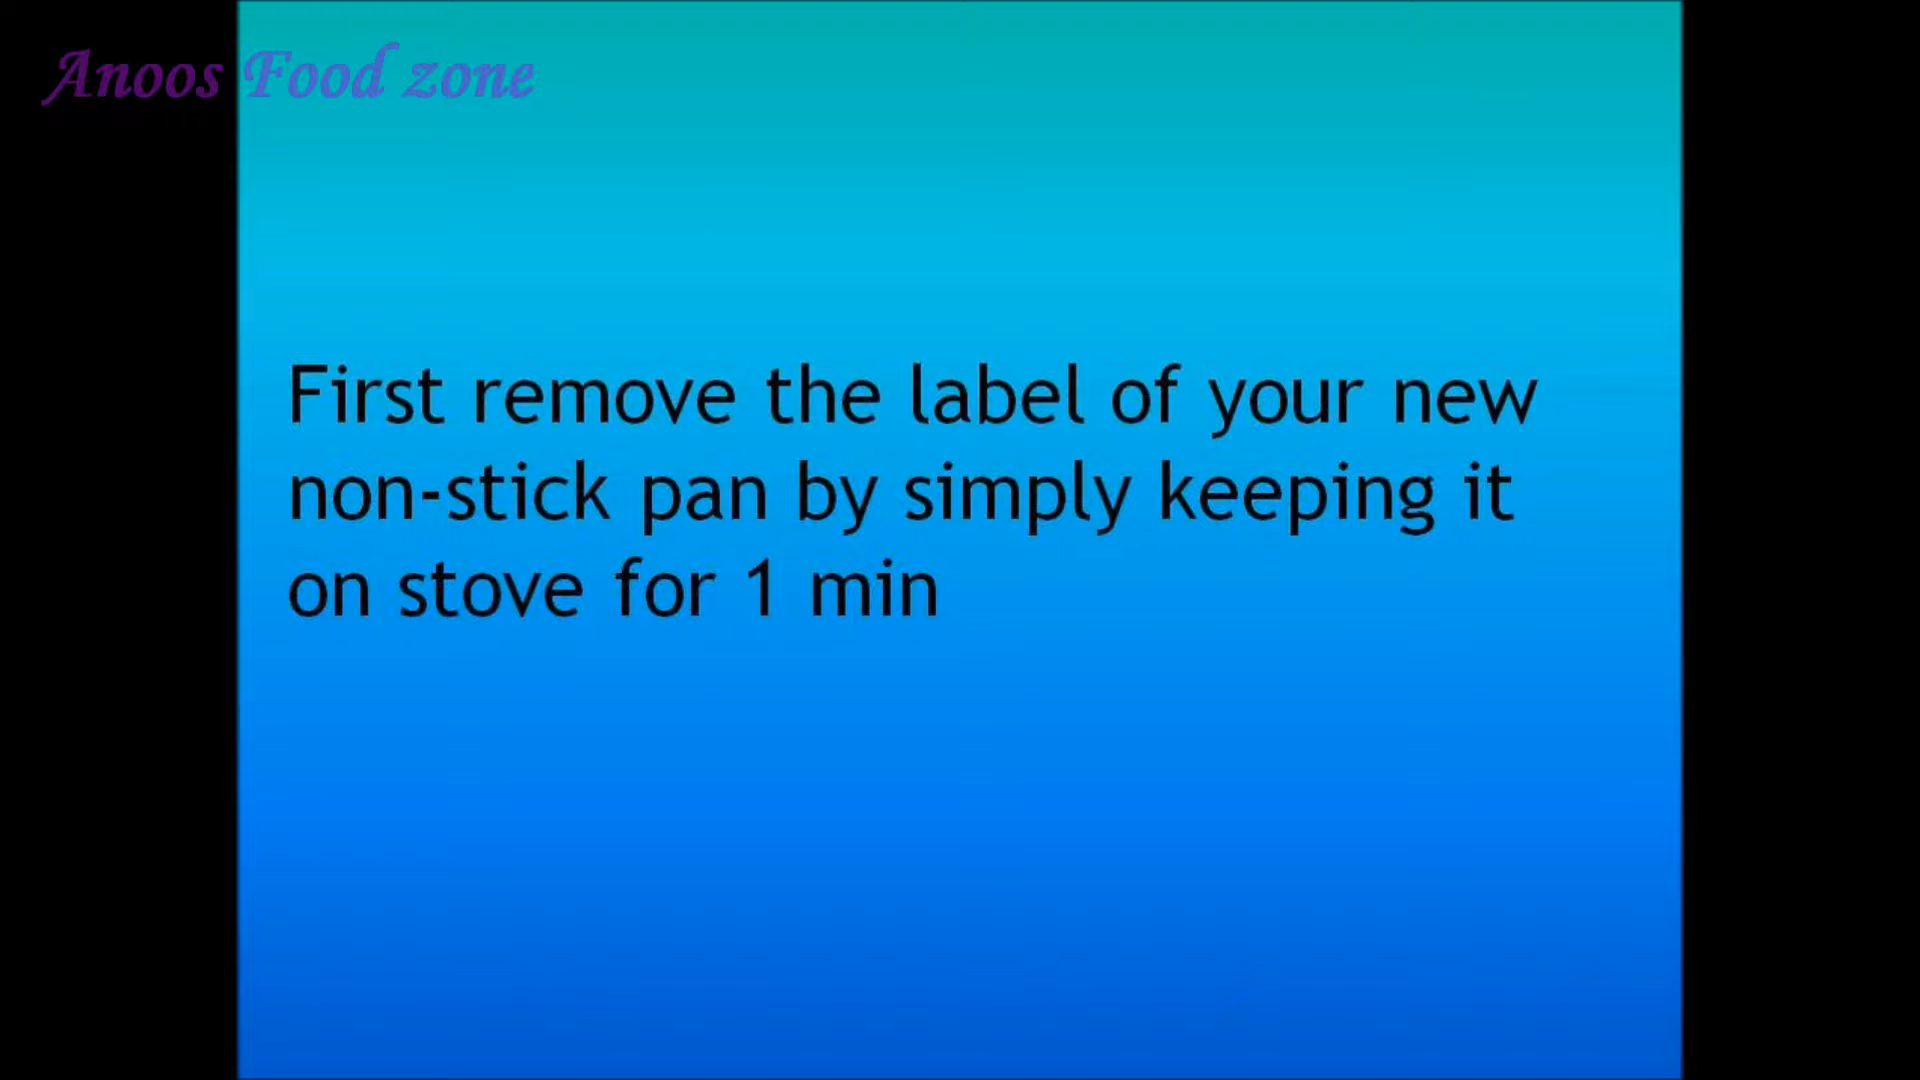 Anoos Food zone
First remove the label of your new
non-stick pan by simply keeping it
on stove for 1 min